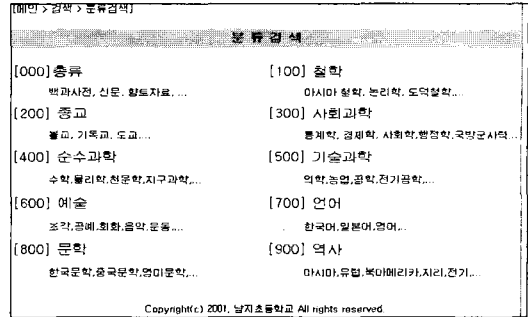 [메인 > 검색 > 분류검색]
분 류 검 색
[000] 총류
백과사전, 신문, 향토자료, ...
[100] 철학
아시아 철학, 논리학, 도덕철학,...
[200] 종교
불교, 기독교, 도교,...
[300] 사회과학
통계학, 경제학, 사회학,행정학,국방군사학...
[400] 순수과학
수학,물리학,천문학,지구과학,...
[500] 기술과학
의학,농업,공학,전기공학,...
[600] 예술
조각,공예,회화,음악,운동,...
[700] 언어
한국어,일본어,영어,..
[800] 문학
한국문학,중국문학,영미문학,...
[900] 역사
아시아,유럽,북아메리카,지리,전기,...
Copyright(c) 2001, 남지초등학교 All rights reserved.